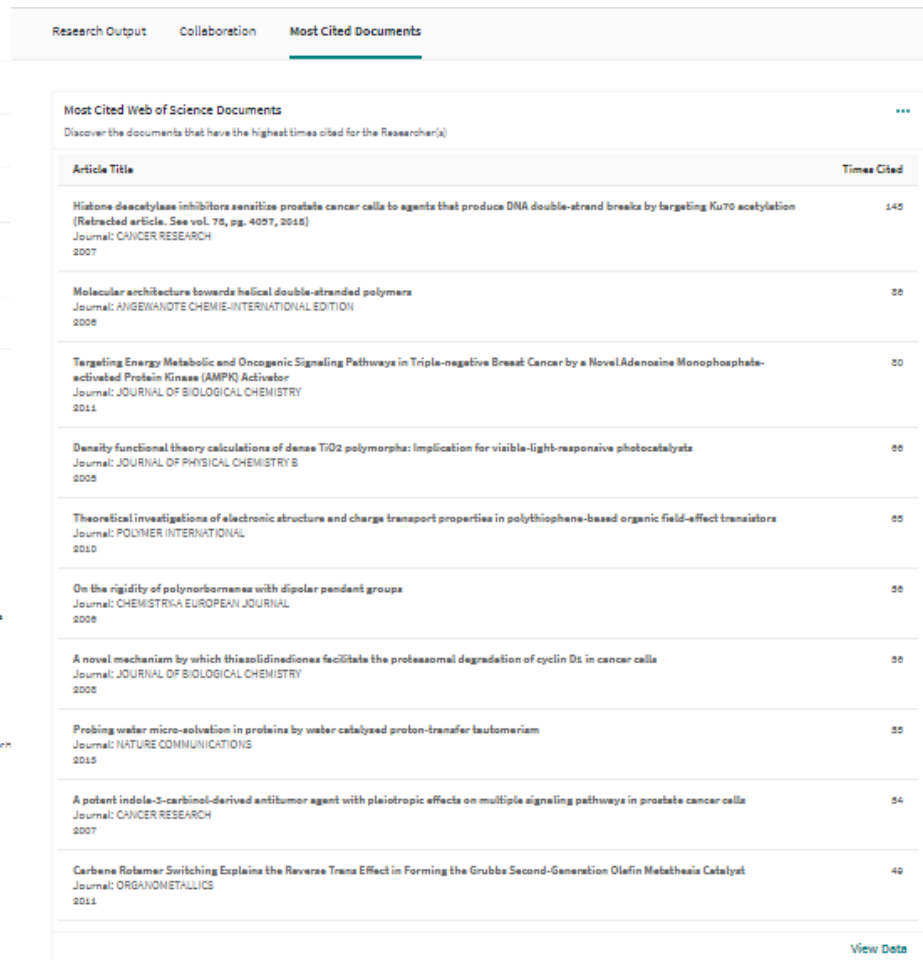 Research Output Collaboration Most Cited Documents
Most Cited Web of Science Documents
Discover the documents that have the highest times cited for the Researcher(s)
Article Title Times Cited
Histone deacetylase inhibitors sensitize prostate cancer cells to agents that produce DNA double-strand breaks by targeting Ku70 acetylation 145
(Retracted article. See vol. 78, pg. 4097, 2018)
Journal: CANCER RESEARCH
2007
Molecular architecture towards helical double-stranded polymers
Journal: ANGEWANDTE CHEMIE-INTERNATIONAL EDITION
2006
Targeting Energy Metabolic and Oncogenic Signaling Pathways in Triple-negative Breast Cancer by a Novel Adenosine Monophosphate- 80
activated Protein Kinase (AMPK) Activator
Journal: JOURNAL OF BIOLOGICAL CHEMISTRY
2011
Density functional theory calculations of dense TiO2 polymorphs: Implication for visible-light-responsive photocatalysts 66
Journal: JOURNAL OF PHYSICAL CHEMISTRY B
2005
Theoretical investigations of electronic structure and charge transport properties in polythiophene-based organic field-effect transistors 65
Journal: POLYMER INTERNATIONAL
2010
On the rigidity of polynorbornenes with dipolar pendant groups
Journal: CHEMISTRY-A EUROPEAN JOURNAL
2006
A novel mechanism by which thiazolidinediones facilitate the proteasomal degradation of cyclin D1 in cancer cells
Journal: JOURNAL OF BIOLOGICAL CHEMISTRY
2008
Probing water micro-solvation in proteins by water catalysed proton-transfer tautomerism 55
Journal: NATURE COMMUNICATIONS
2013
A potent indole-3-carbinol-derived antitumor agent with pleiotropic effects on multiple signaling pathways in prostate cancer cells 54
Journal: CANCER RESEARCH
2007
Carbene Rotamer Switching Explains the Reverse Trans Effect in Forming the Grubbs Second-Generation Olefin Metathesis Catalyst 49
Journal: ORGANOMETALLICS
2011
View Data